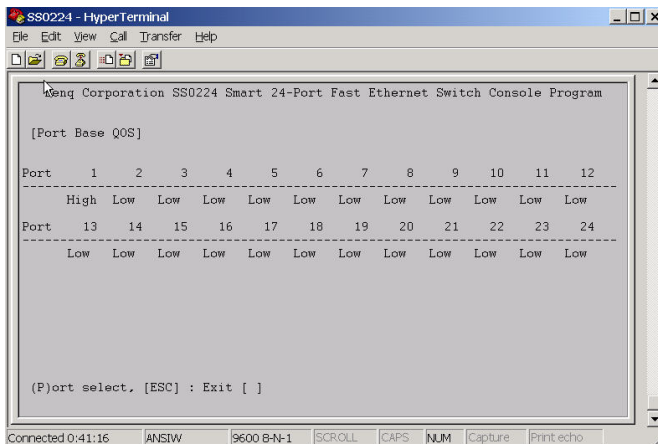 SS0224 - HyperTerminal
File Edit View Call Transfer Help
enq Corporation SS0224 Smart 24-Port Fast Ethernet Switch Console Program
[Port Base QOS]
Port 1 2 3 4 5 6 7 8 9 10 11 12
High Low Low Low Low Low Low Low Low Low Low Low
Port 13 14 15 16 17 18 19 20 21 22 23 24
Low Low Low Low Low Low Low Low Low Low Low Low
(P)ort select, [ESC] : Exit [ ]
Connected 0:41:16 ANSIW 9600 8-N-1 SCROLL CAPS NUM Capture Print echo